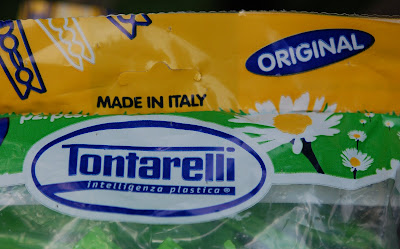 ORIGINAL
MADE IN ITALY
Tontarelli
intelligenza plastica®